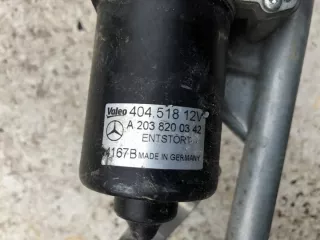 Valeo 404.518 12V
A 203 820 03 42
ENTSTÖRT
4167B MADE IN GERMANY